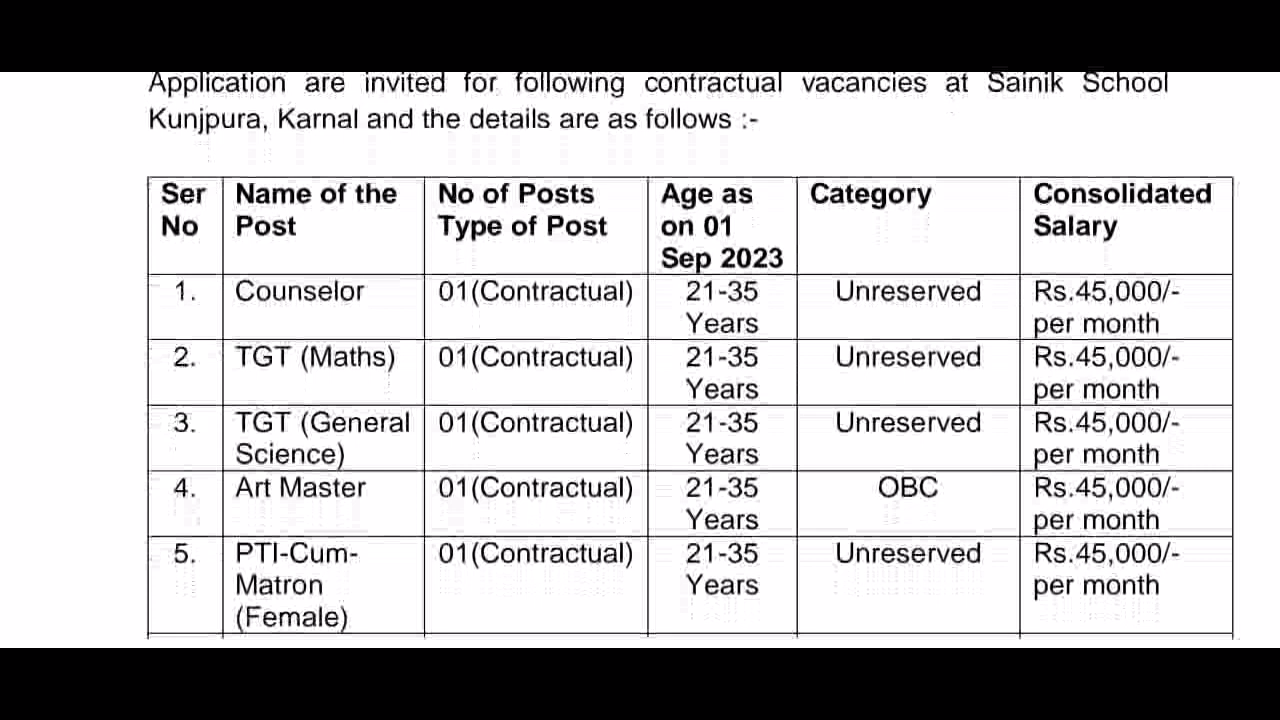 Application are invited for following contractual vacancies at Sainik School
Kunjpura, Karnal and the details are as follows :-
Ser No | Name of the Post | No of Posts Type of Post | Age as on 01 Sep 2023 | Category | Consolidated Salary
1. | Counselor | 01(Contractual) | 21-35 Years | Unreserved | Rs.45,000/- per month
2. | TGT (Maths) | 01(Contractual) | 21-35 Years | Unreserved | Rs.45,000/- per month
3. | TGT (General Science) | 01(Contractual) | 21-35 Years | Unreserved | Rs.45,000/- per month
4. | Art Master | 01(Contractual) | 21-35 Years | OBC | Rs.45,000/- per month
5. | PTI-Cum-Matron (Female) | 01(Contractual) | 21-35 Years | Unreserved | Rs.45,000/- per month